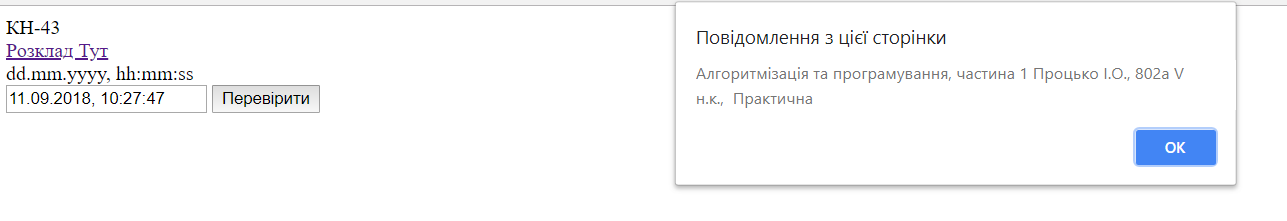 КН-43
Розклад Тут
dd.mm.yyyy, hh:mm:ss
11.09.2018, 10:27:47 Перевірити
Повідомлення з цієї сторінки
Алгоритмізація та програмування, частина 1 Процько І.О., 802а V
н.к., Практична
OK